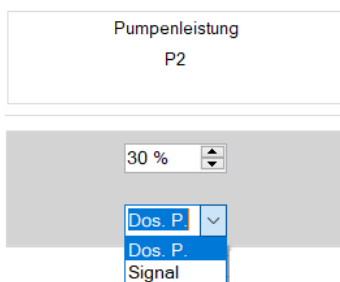 Pumpenleistung
P2
30 %
Dos. P.
Dos. P.
Signal